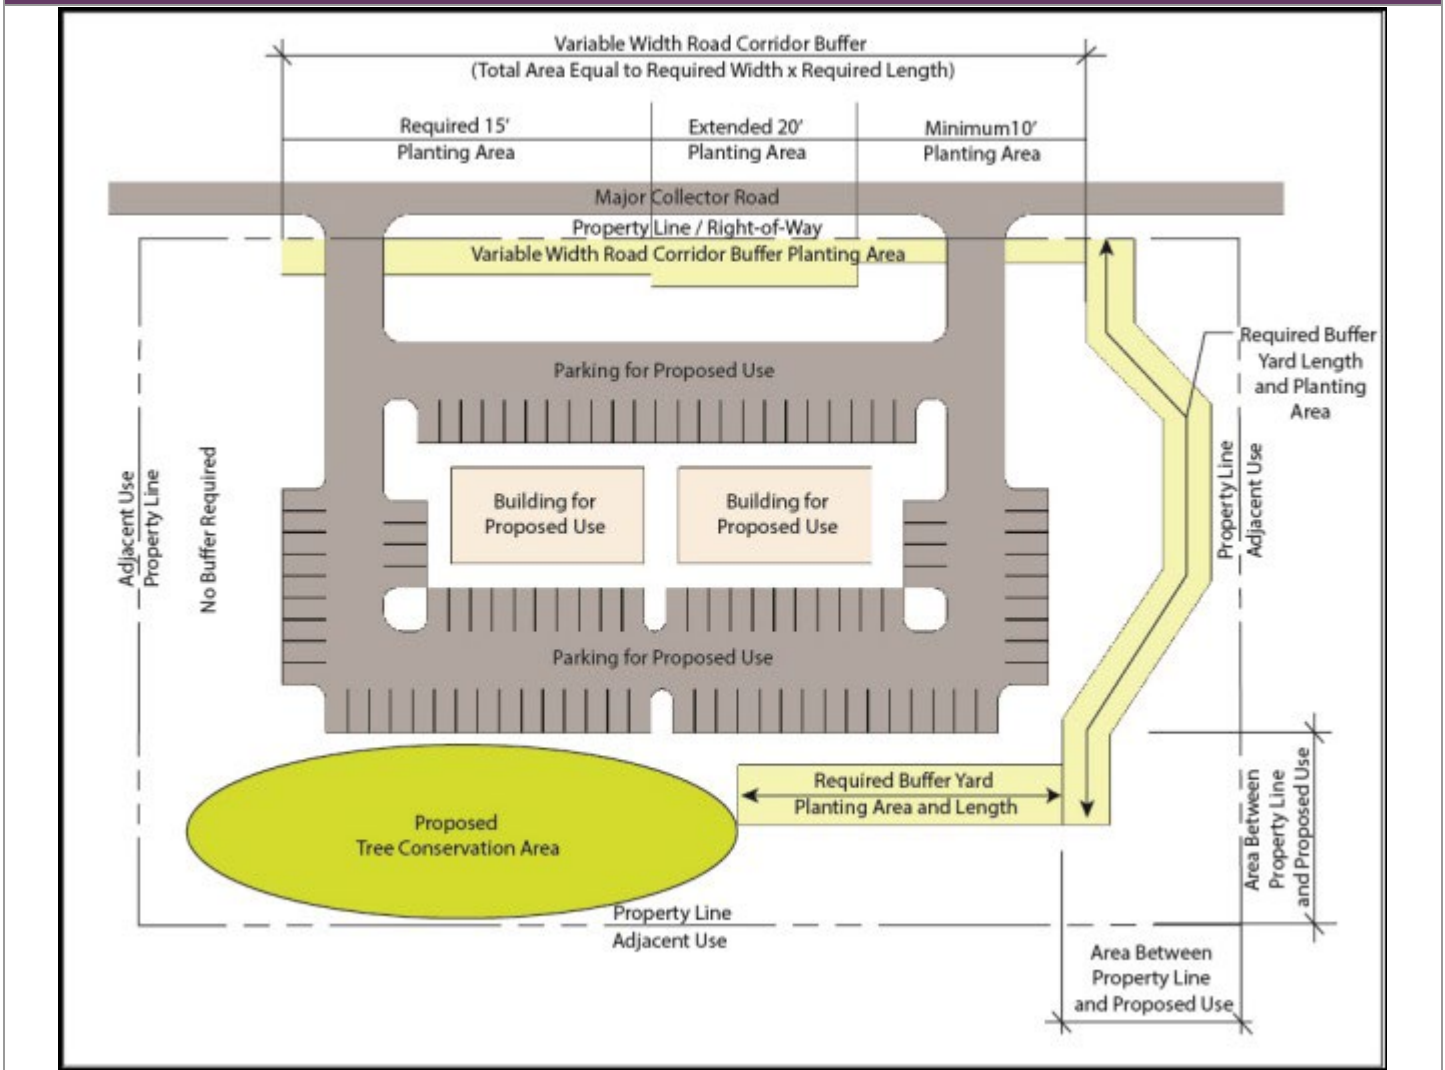 Variable Width Road Corridor Buffer
(Total Area Equal to Required Width x Required Length)
Required 15'
Planting Area
Extended 20'
Planting Area
Minimum10'
Planting Area
Major Collector Road
Property Line / Right-of-Way
Variable Width Road Corridor Buffer Planting Area
Required Buffer
Yard Length
and Planting
Area
Parking for Proposed Use
Adjacent Use
Property Line
No Buffer Required
Building for
Proposed Use
Building for
Proposed Use
Property Line
Adjacent Use
Parking for Proposed Use
Required Buffer Yard
Planting Area and Length
Proposed
Tree Conservation Area
Area Between
Property Line
and Proposed Use
Property Line
Adjacent Use
Area Between
Property Line
and Proposed Use